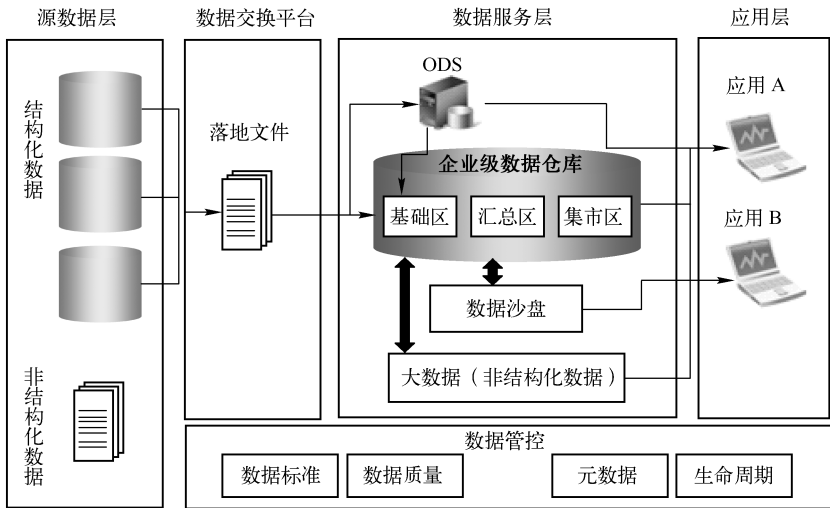 源数据层
数据交换平台
数据服务层
应用层
结构化数据
非结构化数据
落地文件
ODS
企业级数据仓库
基础区
汇总区
集市区
数据沙盘
大数据（非结构化数据）
应用 A
应用 B
数据管控
数据标准
数据质量
元数据
生命周期